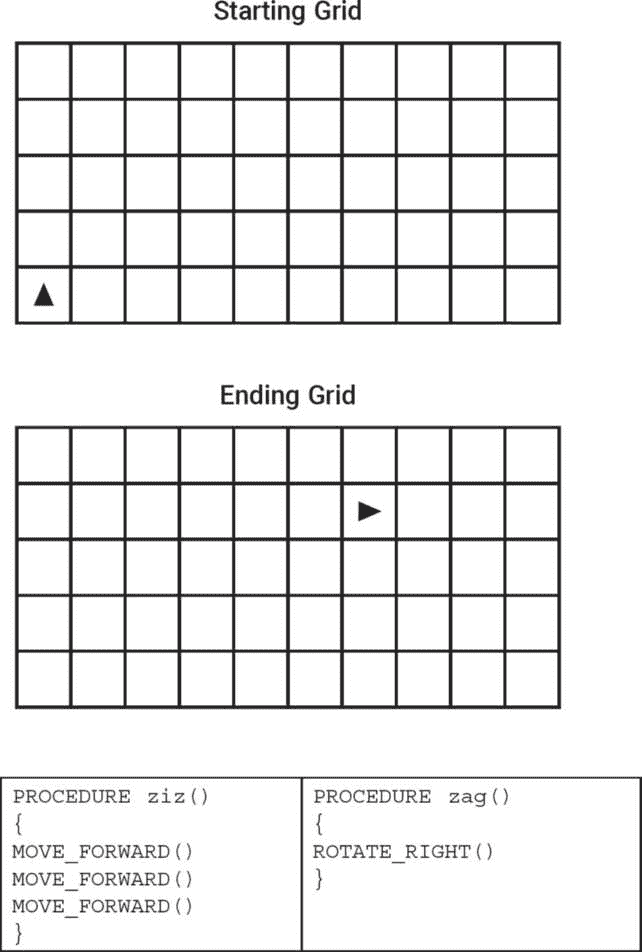 Starting Grid
Ending Grid
PROCEDURE ziz()
{
MOVE_FORWARD()
MOVE_FORWARD()
MOVE_FORWARD()
}
PROCEDURE zag()
{
ROTATE_RIGHT()
}